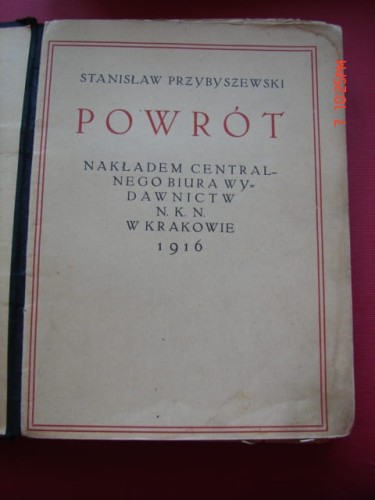 STANISŁAW PRZYBYSZEWSKI
POWRÓT
NAKŁADEM CENTRAL-
NEGO BIURA WY-
DAWNICTW
N. K. N.
W KRAKOWIE
1916